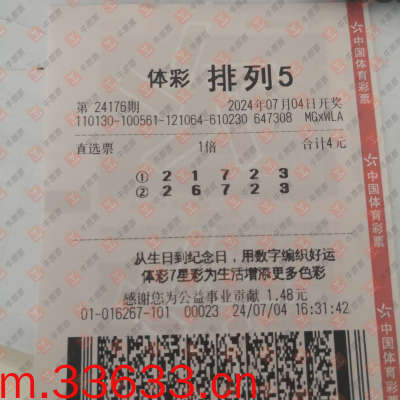 体彩 排列5
第 24176期 2024年07月04日开奖
110130-100561-121064-610230 647308 MGxWLA
直选票 1倍 合计4元
① 2 1 7 2 3
② 2 6 7 2 3
从生日到纪念日，用数字编织好运
体彩7星彩为生活增添更多色彩
感谢您为公益事业贡献 1.48元
01-016267-101 00023 24/07/04 16:31:42
m.33633.cn
中国体育彩票
中国体育彩票
中国体育彩票